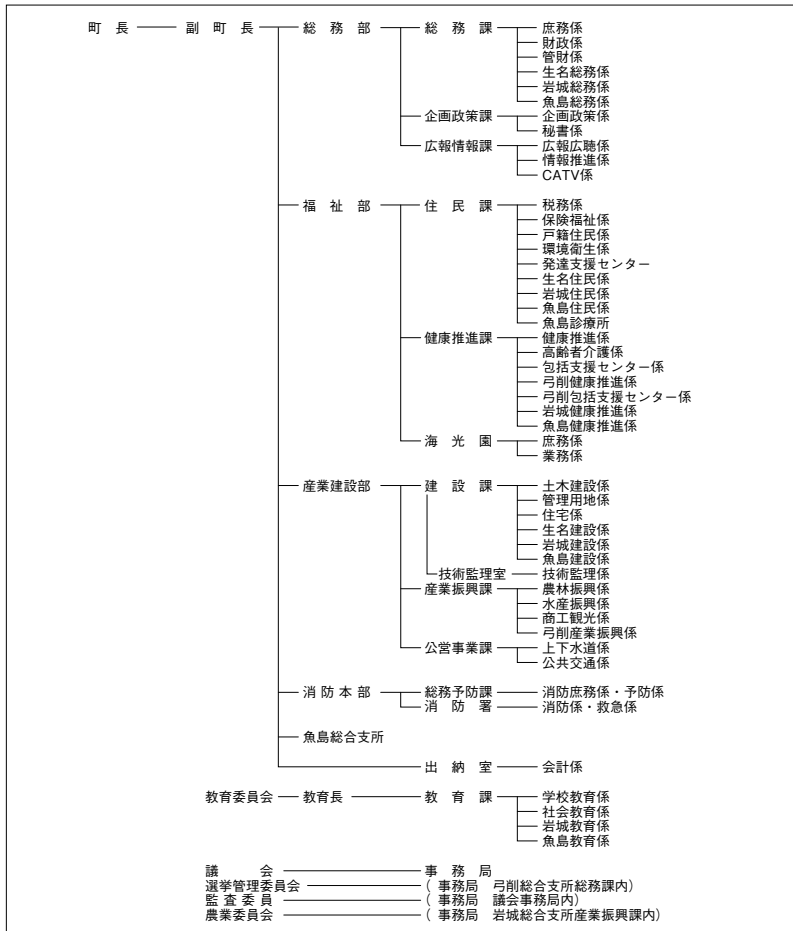 町長 副町長 総務部 総務課 庶務係
財政係
管財係
生名総務係
岩城総務係
魚島総務係
企画政策課 企画政策係
秘書係
広報情報課 広報広聴係
情報推進係
CATV係
福祉部 住民課 税務係
保険福祉係
戸籍住民係
環境衛生係
発達支援センター
生名住民係
岩城住民係
魚島住民係
魚島診療所
健康推進課 健康推進係
高齢者介護係
包括支援センター係
弓削健康推進係
弓削包括支援センター係
岩城健康推進係
魚島健康推進係
海光園 庶務係
業務係
産業建設部 建設課 土木建設係
管理用地係
住宅係
生名建設係
岩城建設係
魚島建設係
技術監理室 技術監理係
産業振興課 農林振興係
水産振興係
商工観光係
弓削産業振興係
公営事業課 上下水道係
公共交通係
消防本部 総務予防課 消防庶務係・予防係
消防署 消防係・救急係
魚島総合支所
出納室 会計係
教育委員会 教育長 教育課 学校教育係
社会教育係
岩城教育係
魚島教育係
議会 事務局
選挙管理委員会 (事務局 弓削総合支所総務課内)
監査委員 (事務局 議会事務局内)
農業委員会 (事務局 岩城総合支所産業振興課内)